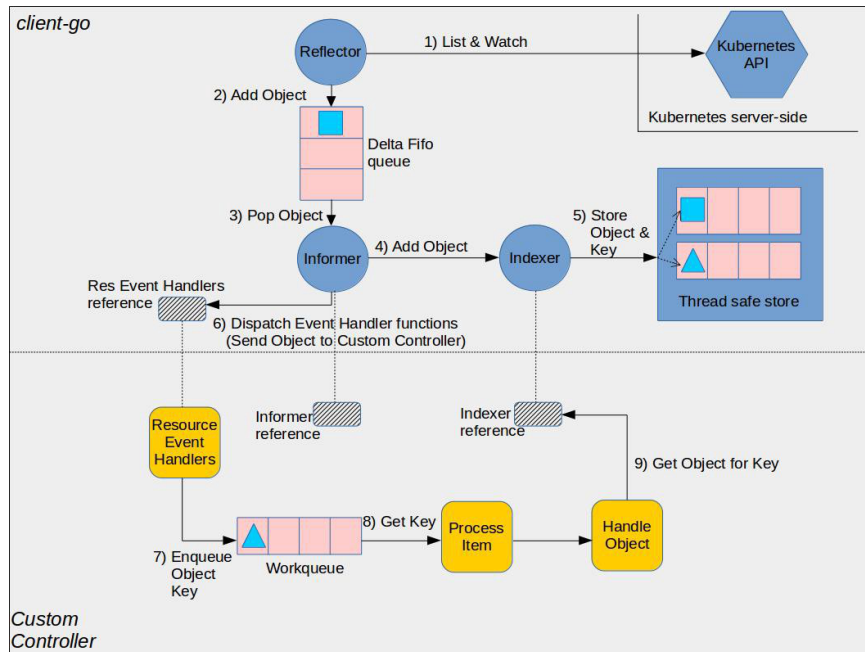 client-go
Reflector
1) List & Watch
Kubernetes
API
Kubernetes server-side
2) Add Object
Delta Fifo
queue
3) Pop Object
Informer
4) Add Object
Indexer
5) Store
Object &
Key
Thread safe store
Res Event Handlers
reference
6) Dispatch Event Handler functions
(Send Object to Custom Controller)
Resource
Event
Handlers
Informer
reference
Indexer
reference
9) Get Object for Key
7) Enqueue
Object
Key
Workqueue
8) Get Key
Process
Item
Handle
Object
Custom
Controller